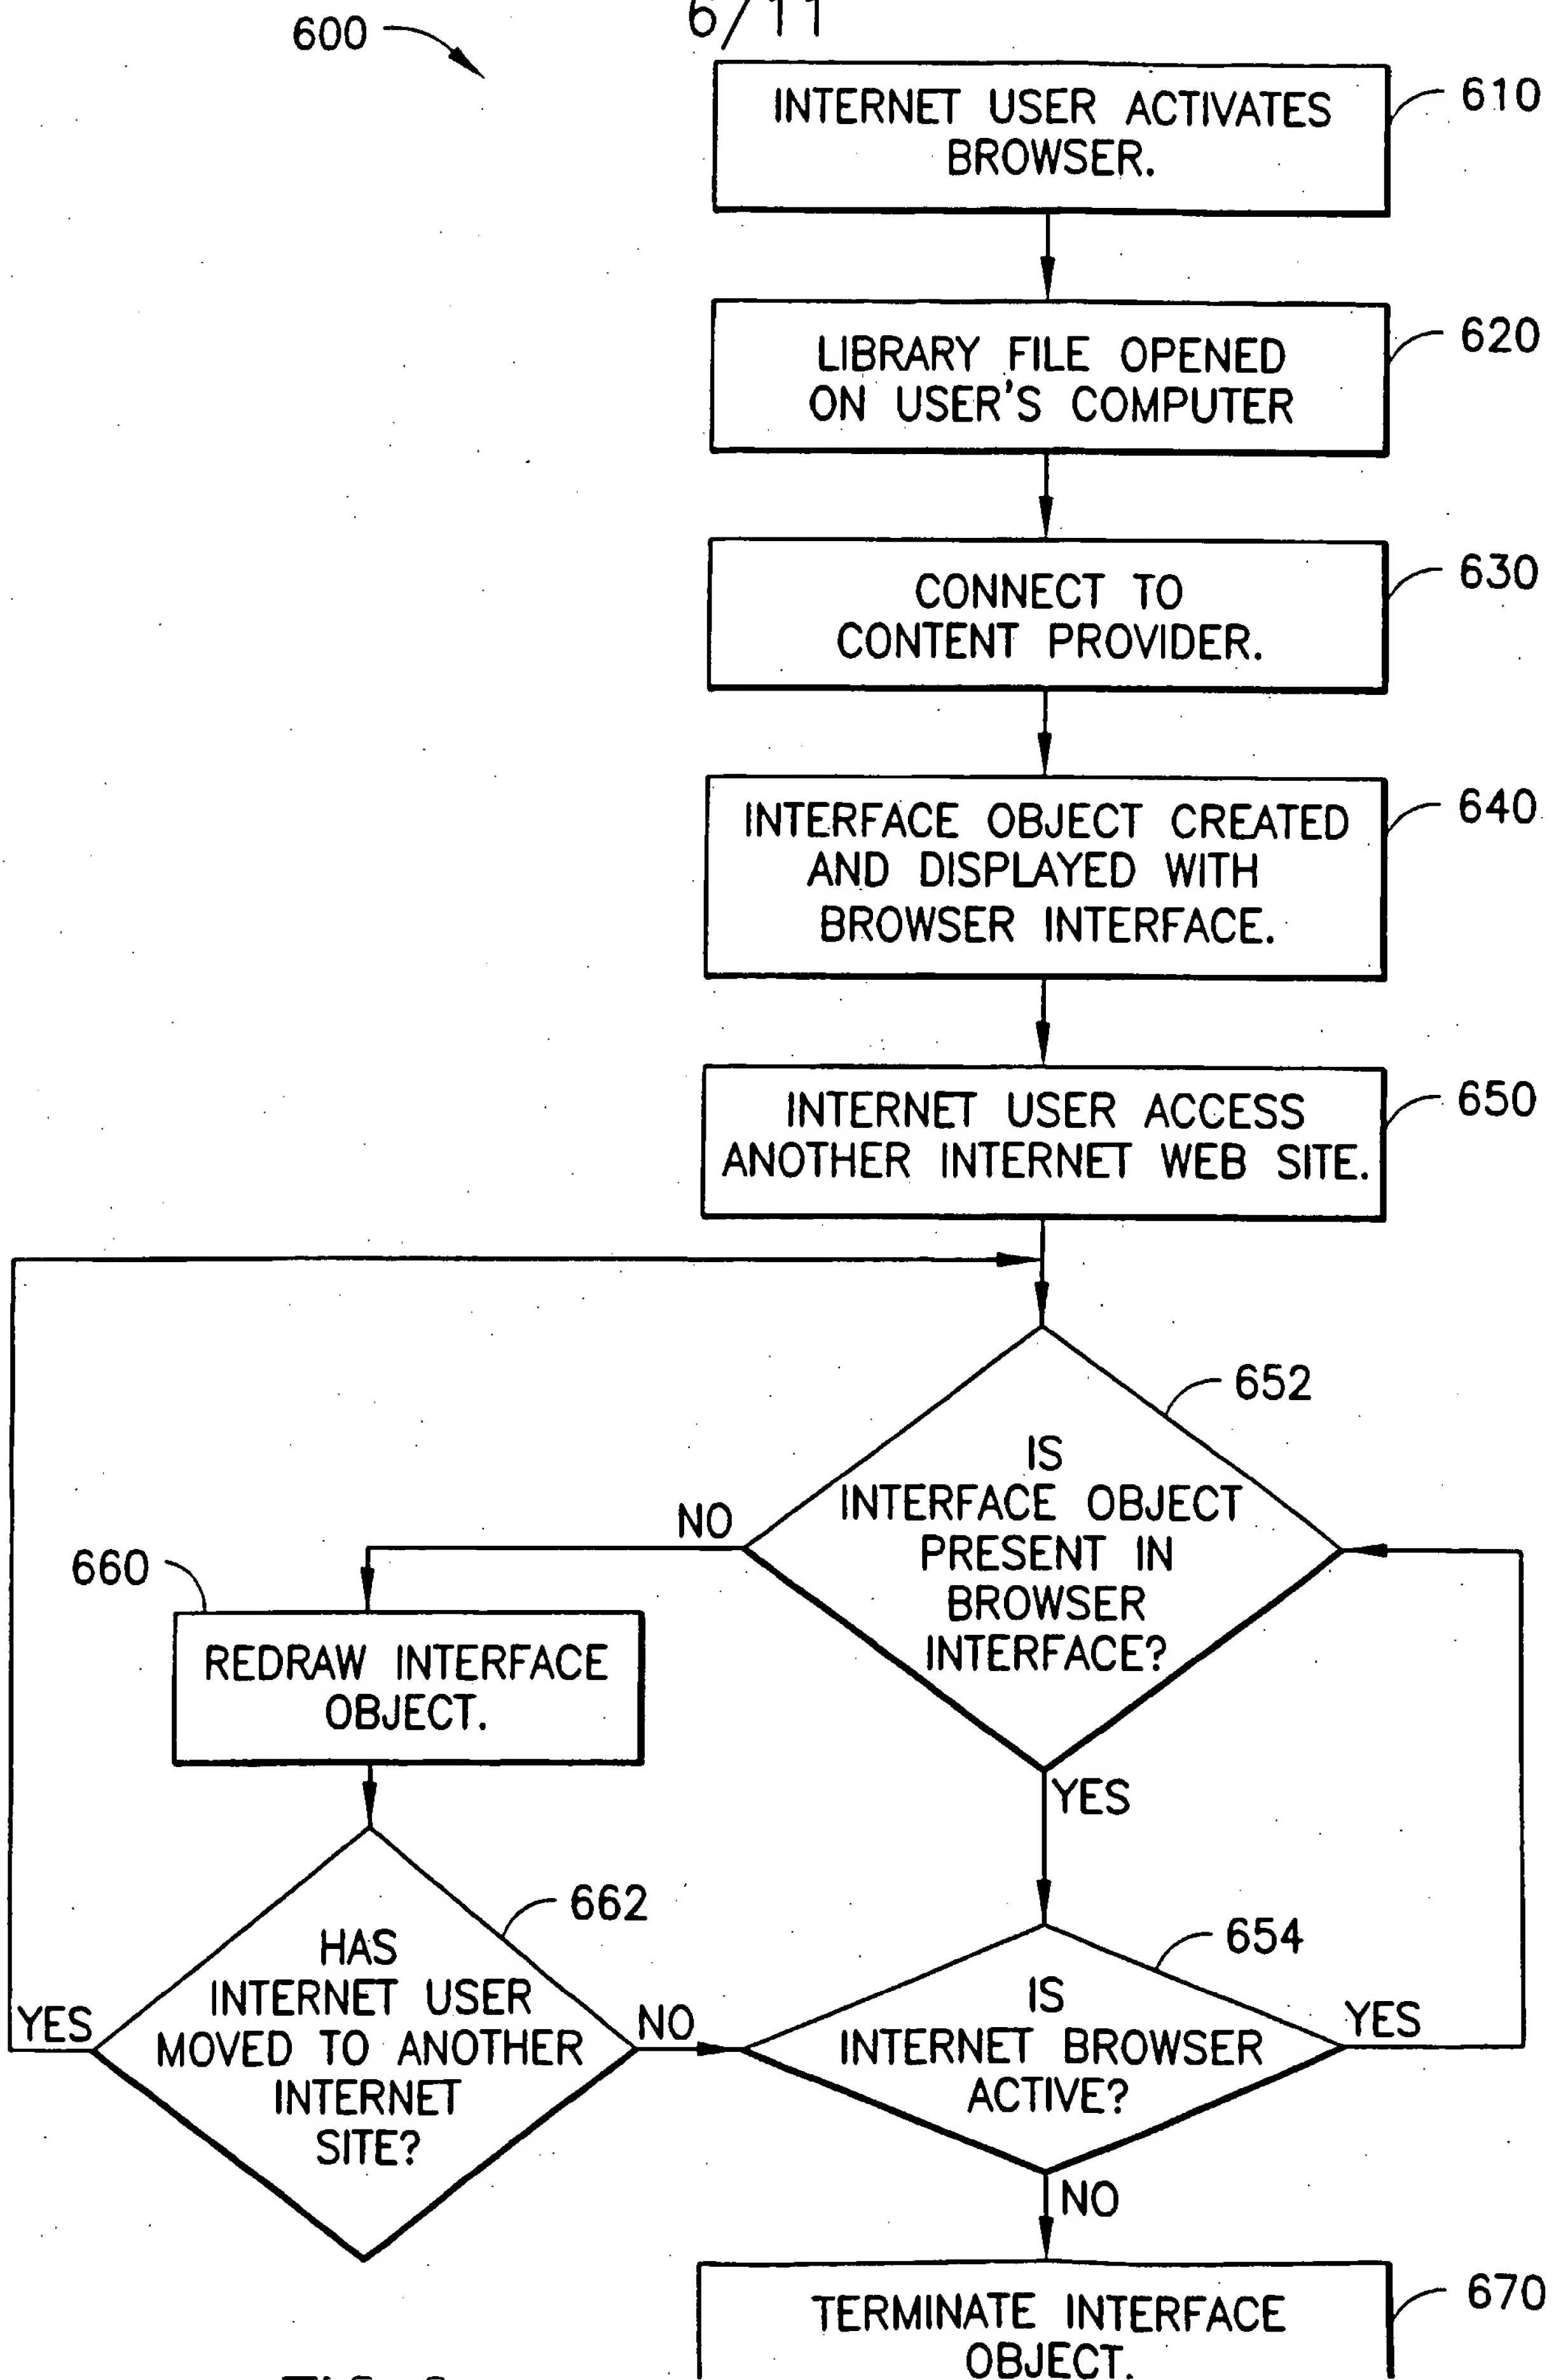 6/11
600
INTERNET USER ACTIVATES
BROWSER.
610
LIBRARY FILE OPENED
ON USER'S COMPUTER
620
CONNECT TO
CONTENT PROVIDER.
630
INTERFACE OBJECT CREATED
AND DISPLAYED WITH
BROWSER INTERFACE.
640
INTERNET USER ACCESS
ANOTHER INTERNET WEB SITE.
650
652
IS
INTERFACE OBJECT
PRESENT IN
BROWSER
INTERFACE?
NO
YES
660
REDRAW INTERFACE
OBJECT.
662
HAS
INTERNET USER
MOVED TO ANOTHER
INTERNET
SITE?
YES
NO
654
IS
INTERNET BROWSER
ACTIVE?
YES
NO
TERMINATE INTERFACE
OBJECT.
670